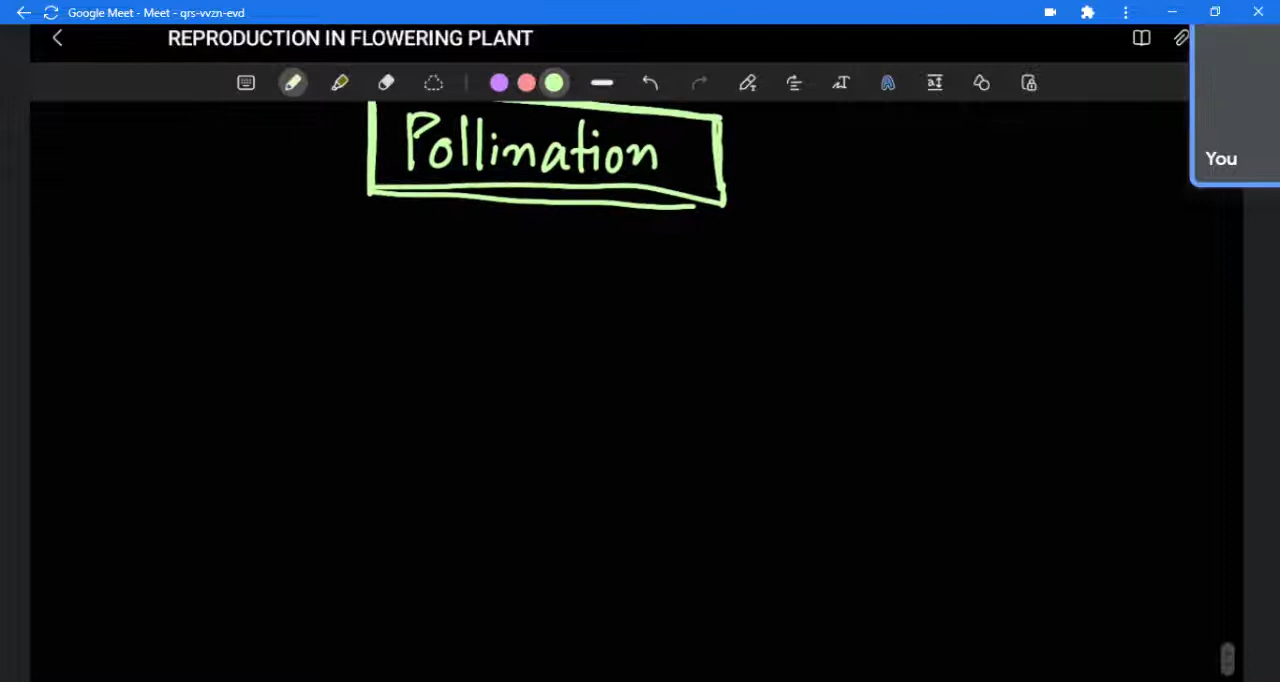 Google Meet - Meet - qrs-vvzn-evd
REPRODUCTION IN FLOWERING PLANT
Pollination
You